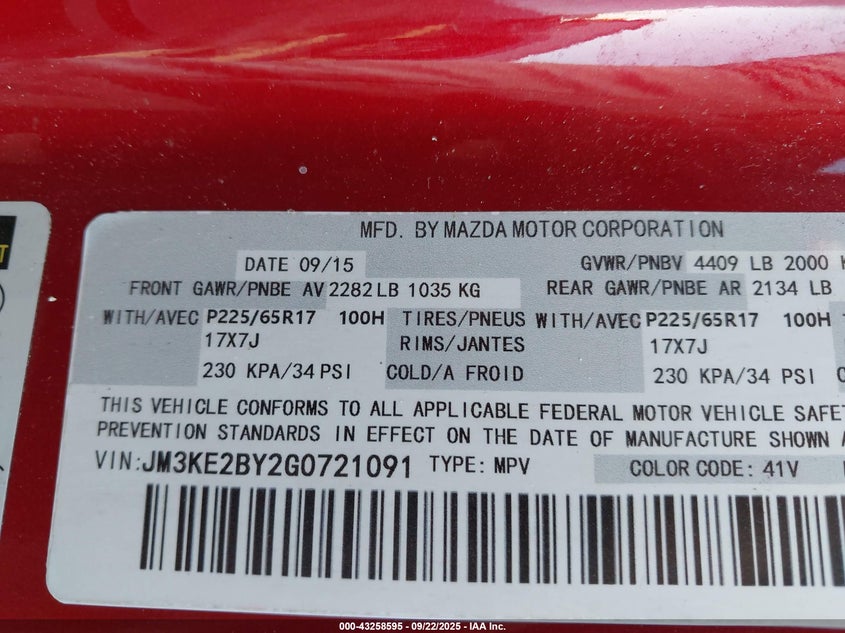 MFD. BY MAZDA MOTOR CORPORATION
DATE 09/15 GVWR/PNBV 4409 LB 2000 K
FRONT GAWR/PNBE AV 2282 LB 1035 KG REAR GAWR/PNBE AR 2134 LB
WITH/AVEC P225/65R17 100H TIRES/PNEUS WITH/AVEC P225/65R17 100H
17X7J RIMS/JANTES 17X7J
230 KPA/34 PSI COLD/A FROID 230 KPA/34 PSI
THIS VEHICLE CONFORMS TO ALL APPLICABLE FEDERAL MOTOR VEHICLE SAFE
PREVENTION STANDARDS IN EFFECT ON THE DATE OF MANUFACTURE SHOWN A
VIN:JM3KE2BY2G0721091 TYPE: MPV COLOR CODE: 41V
000-43258595 - 09/22/2025 - IAA Inc.